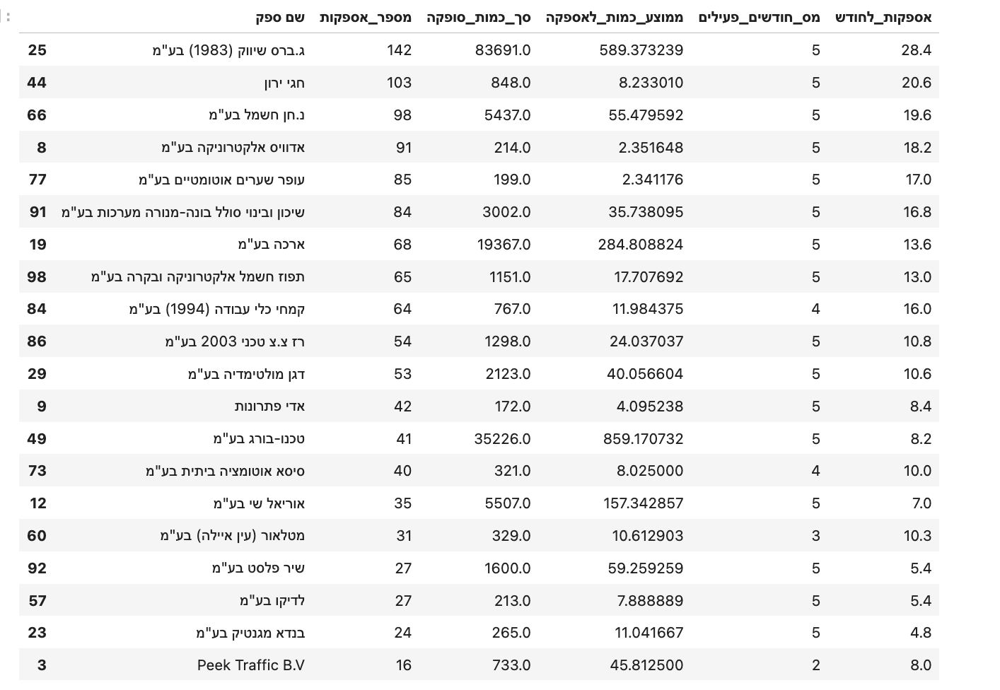 שם ספק מספר_אספקות סך_כמות_סופקה ממוצע_כמות_לאספקה מס_חודשים_פעילים אספקות_לחודש
25 ג.ברס שיווק (1983) בע"מ 142 83691.0 589.373239 5 28.4
44 חגי ירון 103 848.0 8.233010 5 20.6
66 נ.חן חשמל בע"מ 98 5437.0 55.479592 5 19.6
8 אדוויס אלקטרוניקה בע"מ 91 214.0 2.351648 5 18.2
77 עופר שערים אוטומטיים בע"מ 85 199.0 2.341176 5 17.0
91 שיכון ובינוי סולל בונה-מנורה מערכות בע"מ 84 3002.0 35.738095 5 16.8
19 ארכה בע"מ 68 19367.0 284.808824 5 13.6
98 תפוז חשמל אלקטרוניקה ובקרה בע"מ 65 1151.0 17.707692 5 13.0
84 קמחי כלי עבודה (1994) בע"מ 64 767.0 11.984375 4 16.0
86 רז צ.צ טכני 2003 בע"מ 54 1298.0 24.037037 5 10.8
29 דגן מולטימדיה בע"מ 53 2123.0 40.056604 5 10.6
9 אדי פתרונות 42 172.0 4.095238 5 8.4
49 טכנו-בורג בע"מ 41 35226.0 859.170732 5 8.2
73 סיסא אוטומציה ביתית בע"מ 40 321.0 8.025000 4 10.0
12 אוריאל שי בע"מ 35 5507.0 157.342857 5 7.0
60 מטלאור (עין איילה) בע"מ 31 329.0 10.612903 3 10.3
92 שיר פלסט בע"מ 27 1600.0 59.259259 5 5.4
57 לדיקו בע"מ 27 213.0 7.888889 5 5.4
23 בנדא מגנטיק בע"מ 24 265.0 11.041667 5 4.8
3 Peek Traffic B.V 16 733.0 45.812500 2 8.0